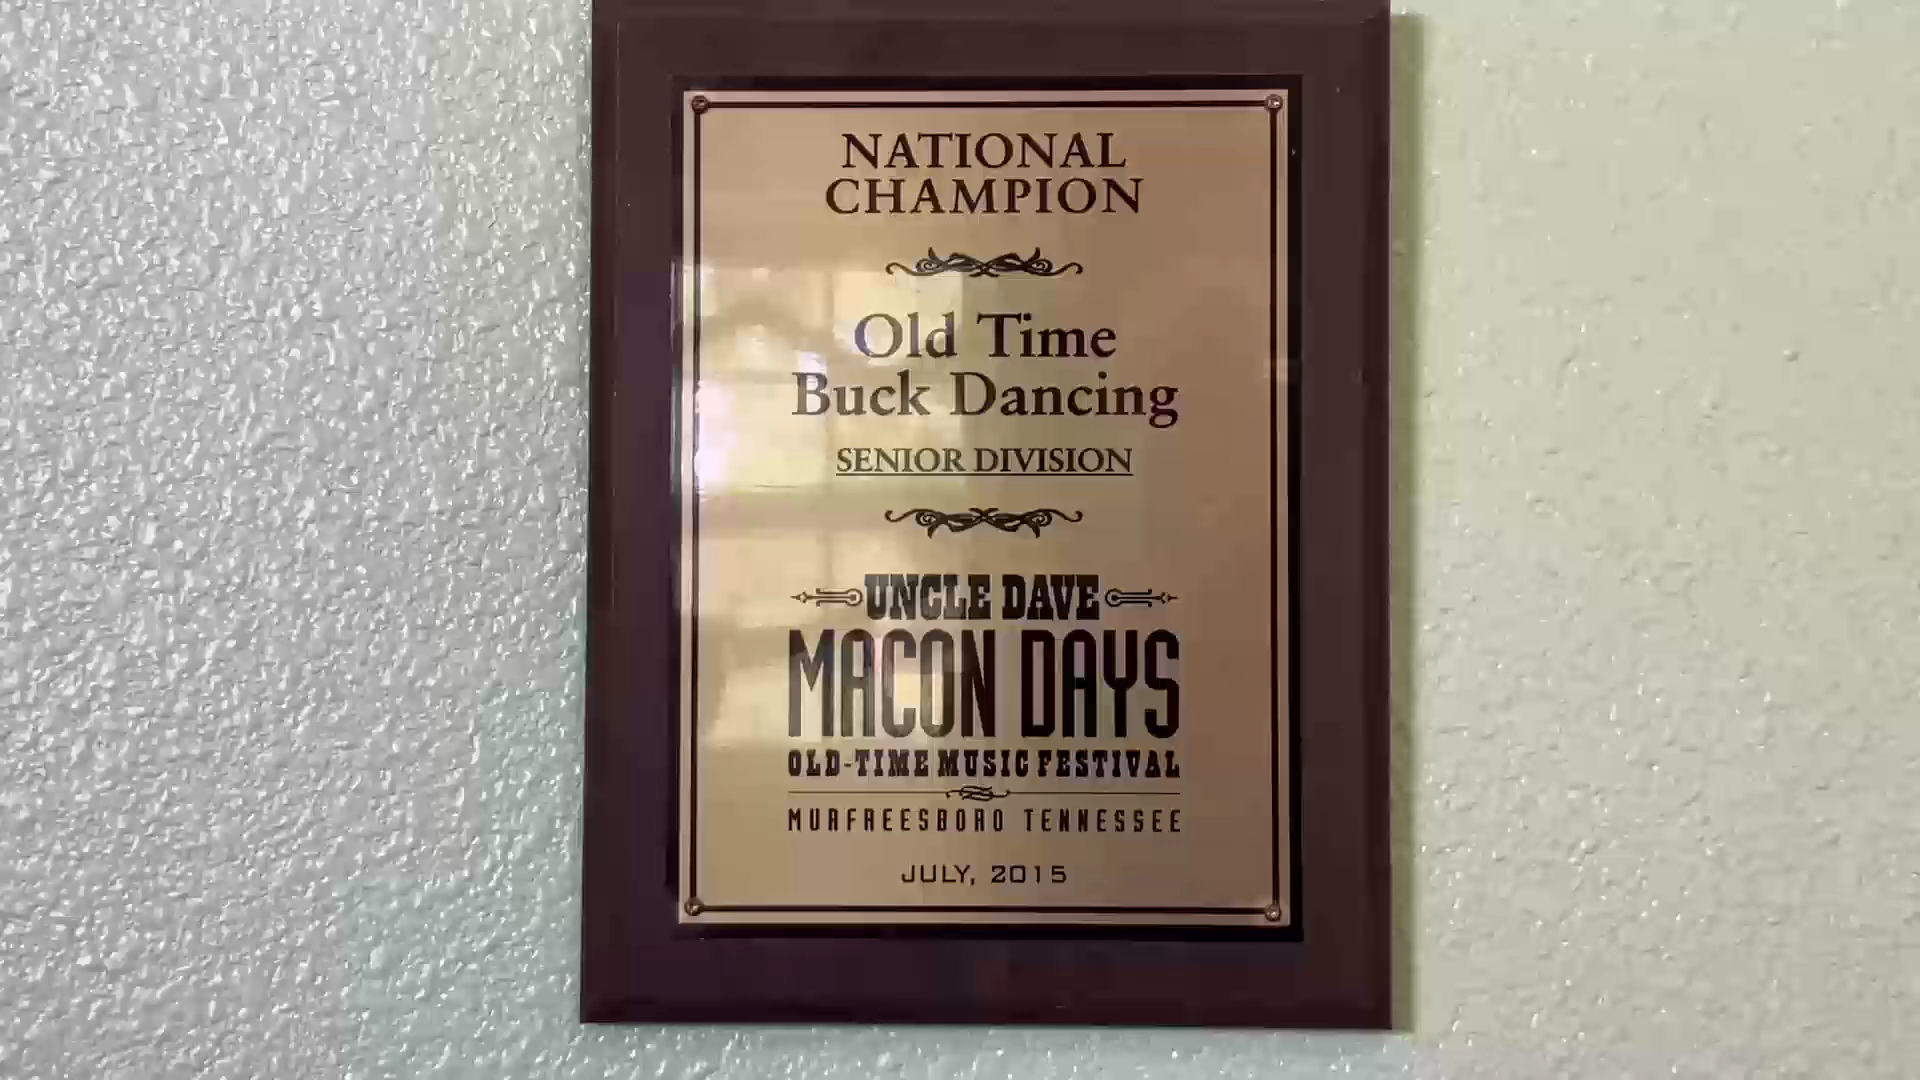 NATIONAL
CHAMPION
Old Time
Buck Dancing
SENIOR DIVISION
UNCLE DAVE
MACON DAYS
OLD-TIME MUSIC FESTIVAL
MURFREESBORO TENNESSEE
JULY, 2015